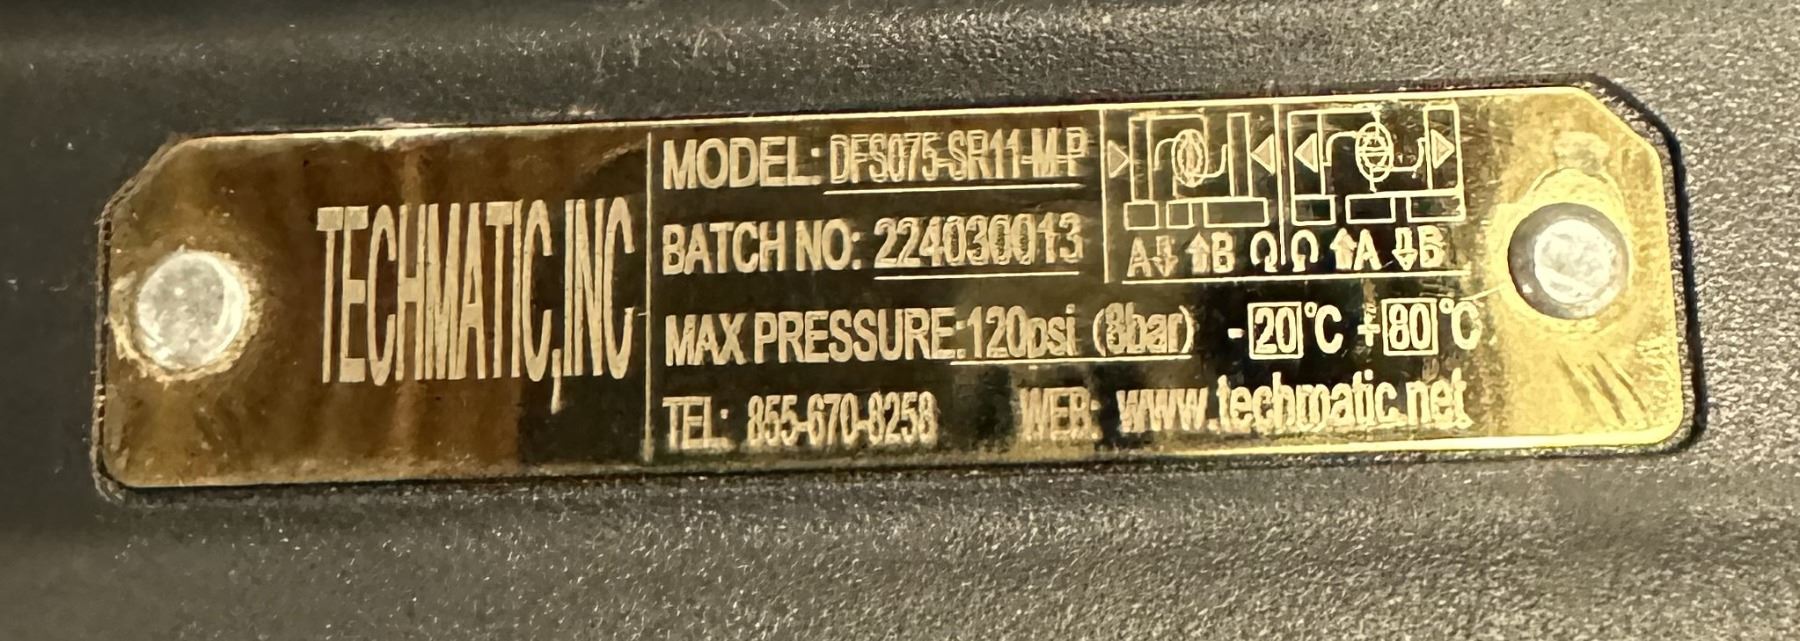 TECHMATIC,INC
MODEL: DFS075-SR11-M-P
BATCH NO: 224030013
MAX PRESSURE:120psi (8bar) -20°C +80°C
TEL: 855-670-8258 WEB: www.techmatic.net
A B A B